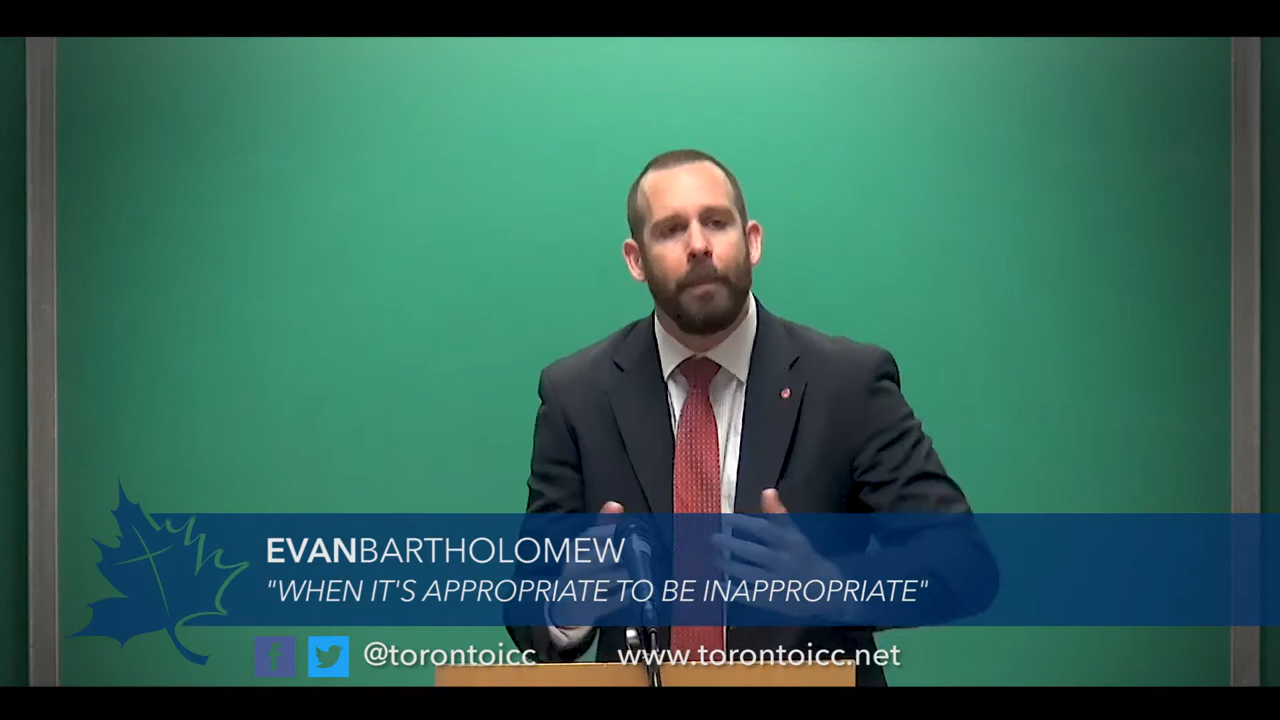 EVANBARTHOLOMEW
"WHEN IT'S APPROPRIATE TO BE INAPPROPRIATE"
@torontoicc www.torontoicc.net